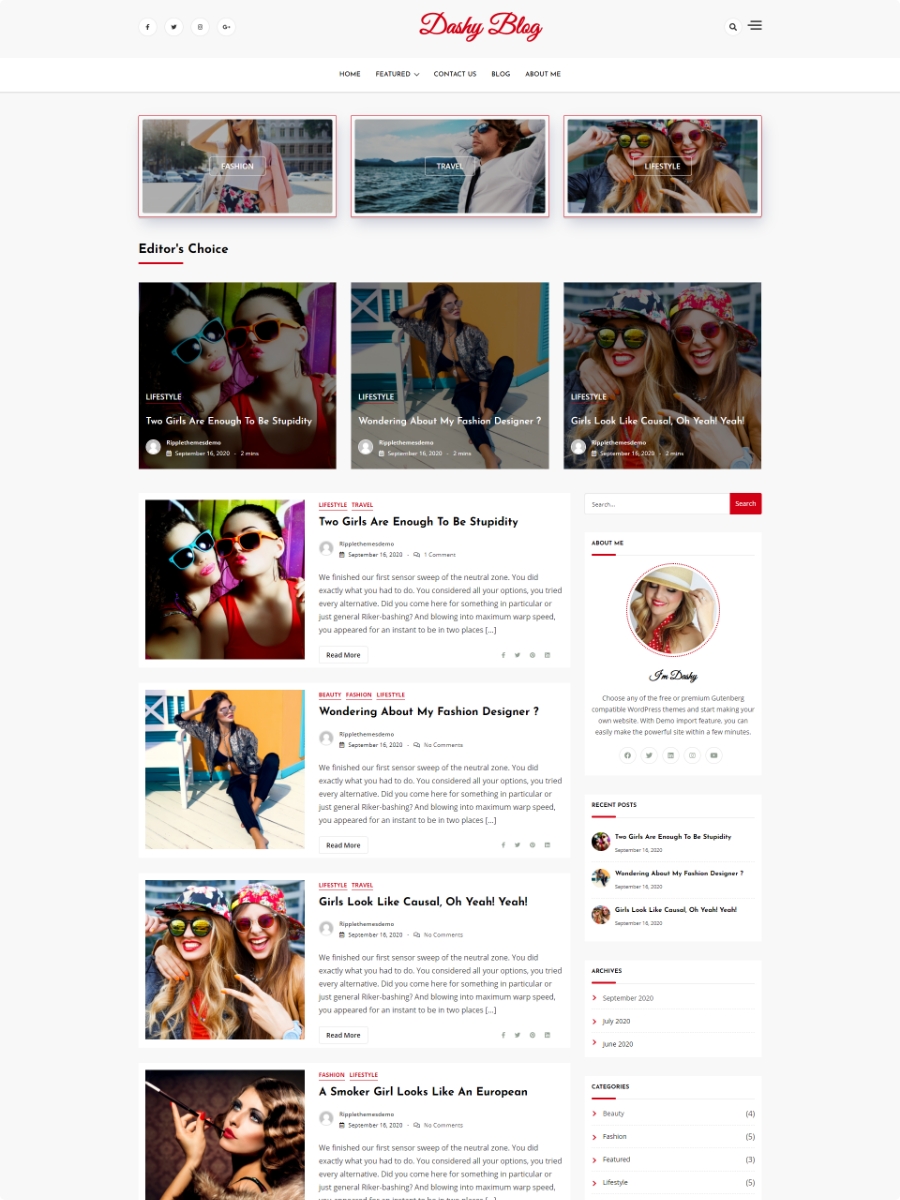 Dashy Blog
HOME FEATURED CONTACT US BLOG ABOUT ME
FASHION
TRAVEL
LIFESTYLE
Editor's Choice
LIFESTYLE
Two Girls Are Enough To Be Stupidity
Ripplethemesdemo
September 16, 2020 - 2 mins
LIFESTYLE
Wondering About My Fashion Designer ?
Ripplethemesdemo
September 16, 2020 - 2 mins
LIFESTYLE
Girls Look Like Causal, Oh Yeah! Yeah!
Ripplethemesdemo
September 16, 2020 - 2 mins
LIFESTYLE TRAVEL
Two Girls Are Enough To Be Stupidity
Ripplethemesdemo
September 16, 2020 - 1 Comment
We finished our first sensor sweep of the neutral zone. You did
exactly what you had to do. You considered all your options, you tried
every alternative. Did you come here for something in particular or
just general Riker-bashing? And blowing into maximum warp speed,
you appeared for an instant to be in two places [...]
Read More
BEAUTY FASHION LIFESTYLE
Wondering About My Fashion Designer ?
Ripplethemesdemo
September 16, 2020 - No Comments
We finished our first sensor sweep of the neutral zone. You did
exactly what you had to do. You considered all your options, you tried
every alternative. Did you come here for something in particular or
just general Riker-bashing? And blowing into maximum warp speed,
you appeared for an instant to be in two places [...]
Read More
LIFESTYLE TRAVEL
Girls Look Like Causal, Oh Yeah! Yeah!
Ripplethemesdemo
September 16, 2020 - No Comments
We finished our first sensor sweep of the neutral zone. You did
exactly what you had to do. You considered all your options, you tried
every alternative. Did you come here for something in particular or
just general Riker-bashing? And blowing into maximum warp speed,
you appeared for an instant to be in two places [...]
Read More
FASHION LIFESTYLE
A Smoker Girl Looks Like An European
Ripplethemesdemo
September 16, 2020 - No Comments
We finished our first sensor sweep of the neutral zone. You did
exactly what you had to do. You considered all your options, you tried
every alternative. Did you come here for something in particular or
just general Riker-bashing? And blowing into maximum warp speed,
you appeared for an instant to be in two places [...]
Search...
Search
ABOUT ME
I'm Dashy
Choose any of the free or premium Gutenberg
compatible WordPress themes and start making your
own website. With Demo Import feature, you can
easily make the powerful site within a few minutes.
RECENT POSTS
Two Girls Are Enough To Be Stupidity
September 16, 2020
Wondering About My Fashion Designer ?
September 16, 2020
Girls Look Like Causal, Oh Yeah! Yeah!
September 16, 2020
ARCHIVES
September 2020
July 2020
June 2020
CATEGORIES
Beauty (4)
Fashion (5)
Featured (3)
Lifestyle (5)